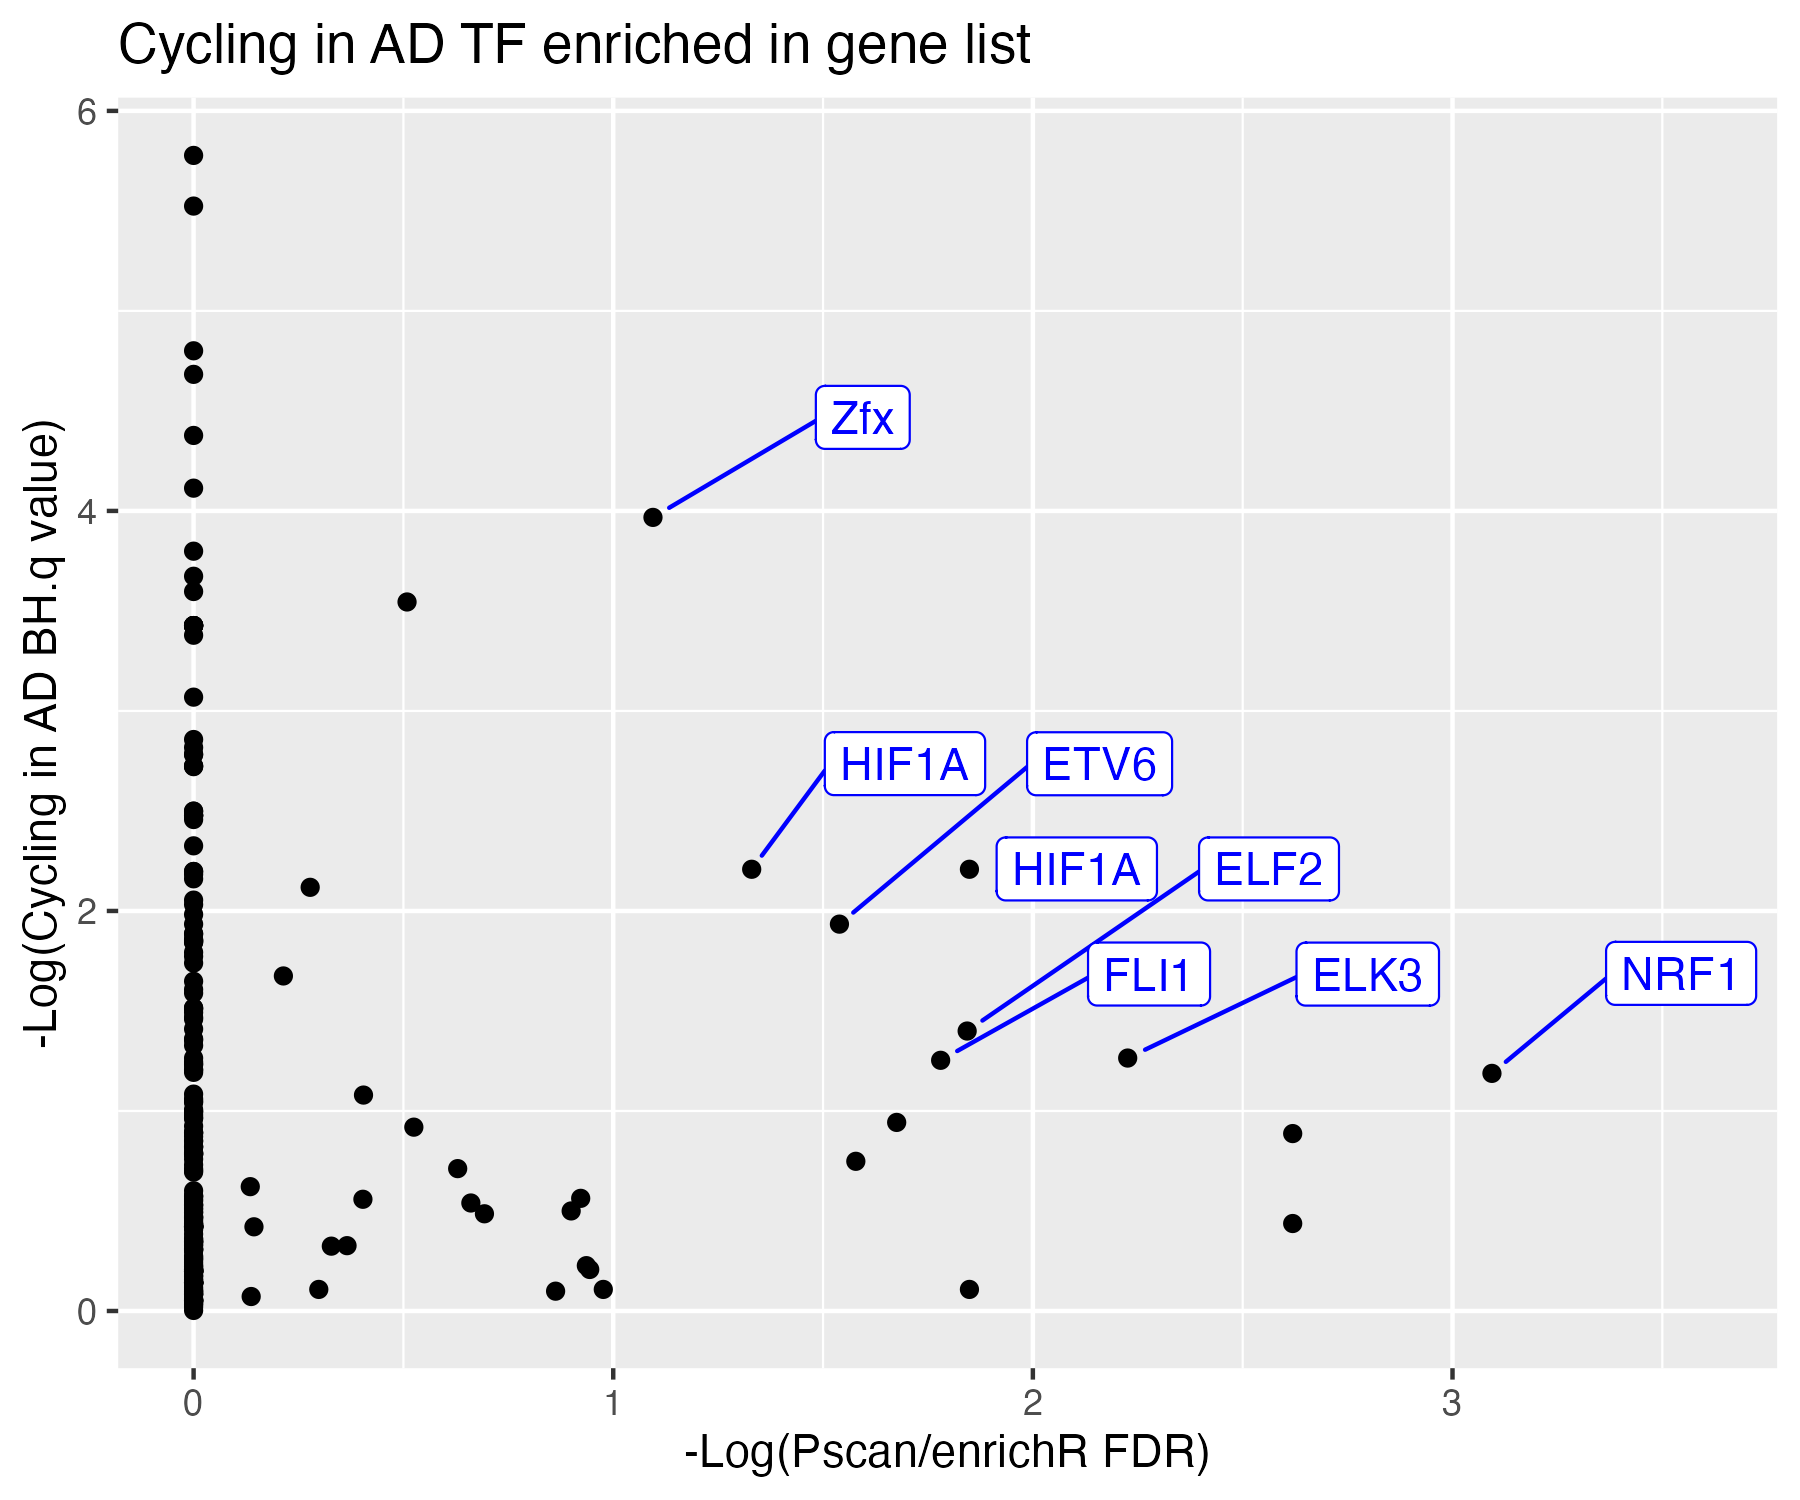 Cycling in AD TF enriched in gene list
-Log(Cycling in AD BH.q value)
6
4
2
0
Zfx
HIF1A
ETV6
HIF1A
ELF2
FLI1
ELK3
NRF1
0
1
2
3
-Log(Pscan/enrichR FDR)